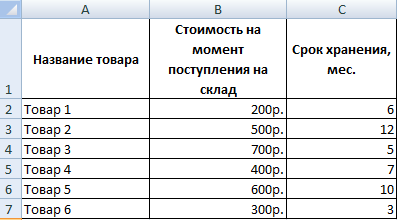 A B C
1 Название товара Стоимость на момент поступления на склад Срок хранения, мес.
2 Товар 1 200р. 6
3 Товар 2 500р. 12
4 Товар 3 700р. 5
5 Товар 4 400р. 7
6 Товар 5 600р. 10
7 Товар 6 300р. 3